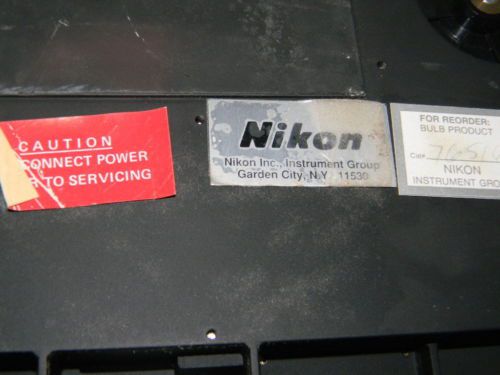 CAUTION
CONNECT POWER
TO SERVICING
Nikon
Nikon Inc., Instrument Group
Garden City, N.Y. 11530
FOR REORDER:
BULB PRODUCT
Cat#
NIKON
INSTRUMENT GRO